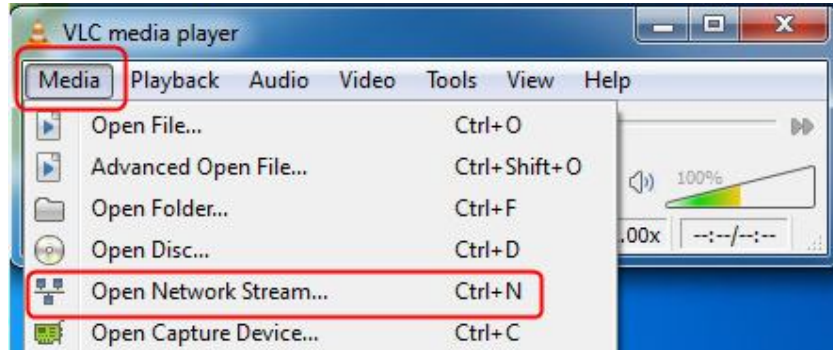 VLC media player
Media Playback Audio Video Tools View Help
Open File... Ctrl+O
Advanced Open File... Ctrl+Shift+O
100%
Open Folder... Ctrl+F
.00x --:--/--:--
Open Disc... Ctrl+D
Open Network Stream... Ctrl+N
Open Capture Device... Ctrl+C